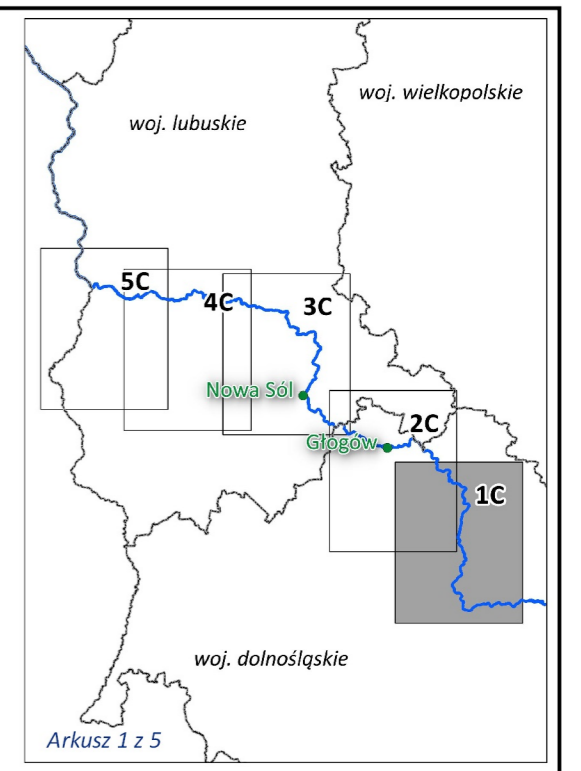 woj. wielkopolskie
woj. lubuskie
5C
4C
3C
Nowa Sól
2C
Głogów
1C
woj. dolnośląskie
Arkusz 1 z 5